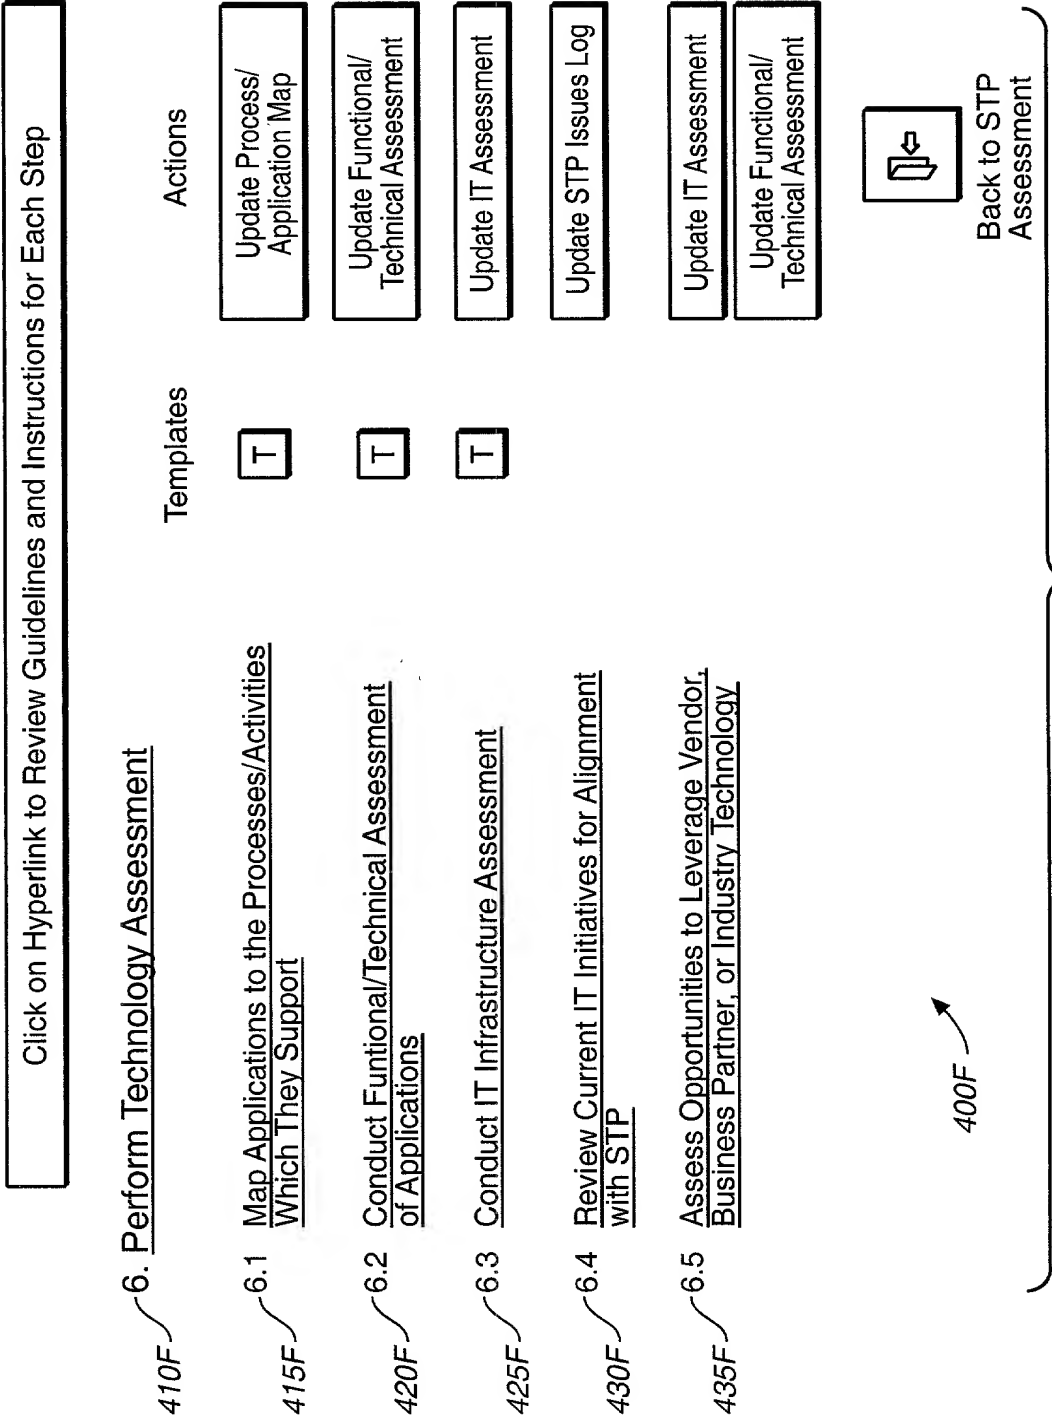 Click on Hyperlink to Review Guidelines and Instructions for Each Step
Templates
Actions
410F
6. Perform Technology Assessment
415F
6.1 Map Applications to the Processes/Activities
Which They Support
T
Update Process/
Application Map
420F
6.2 Conduct Funtional/Technical Assessment
of Applications
T
Update Functional/
Technical Assessment
425F
6.3 Conduct IT Infrastructure Assessment
T
Update IT Assessment
430F
6.4 Review Current IT Initiatives for Alignment
with STP
Update STP Issues Log
435F
6.5 Assess Opportunities to Leverage Vendor,
Business Partner, or Industry Technology
Update IT Assessment
Update Functional/
Technical Assessment
400F
Back to STP
Assessment